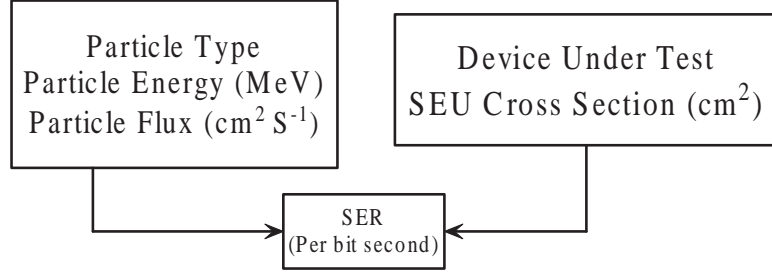 Particle Type
Particle Energy (MeV)
Particle Flux (cm² S⁻¹)
Device Under Test
SEU Cross Section (cm²)
SER
(Per bit second)